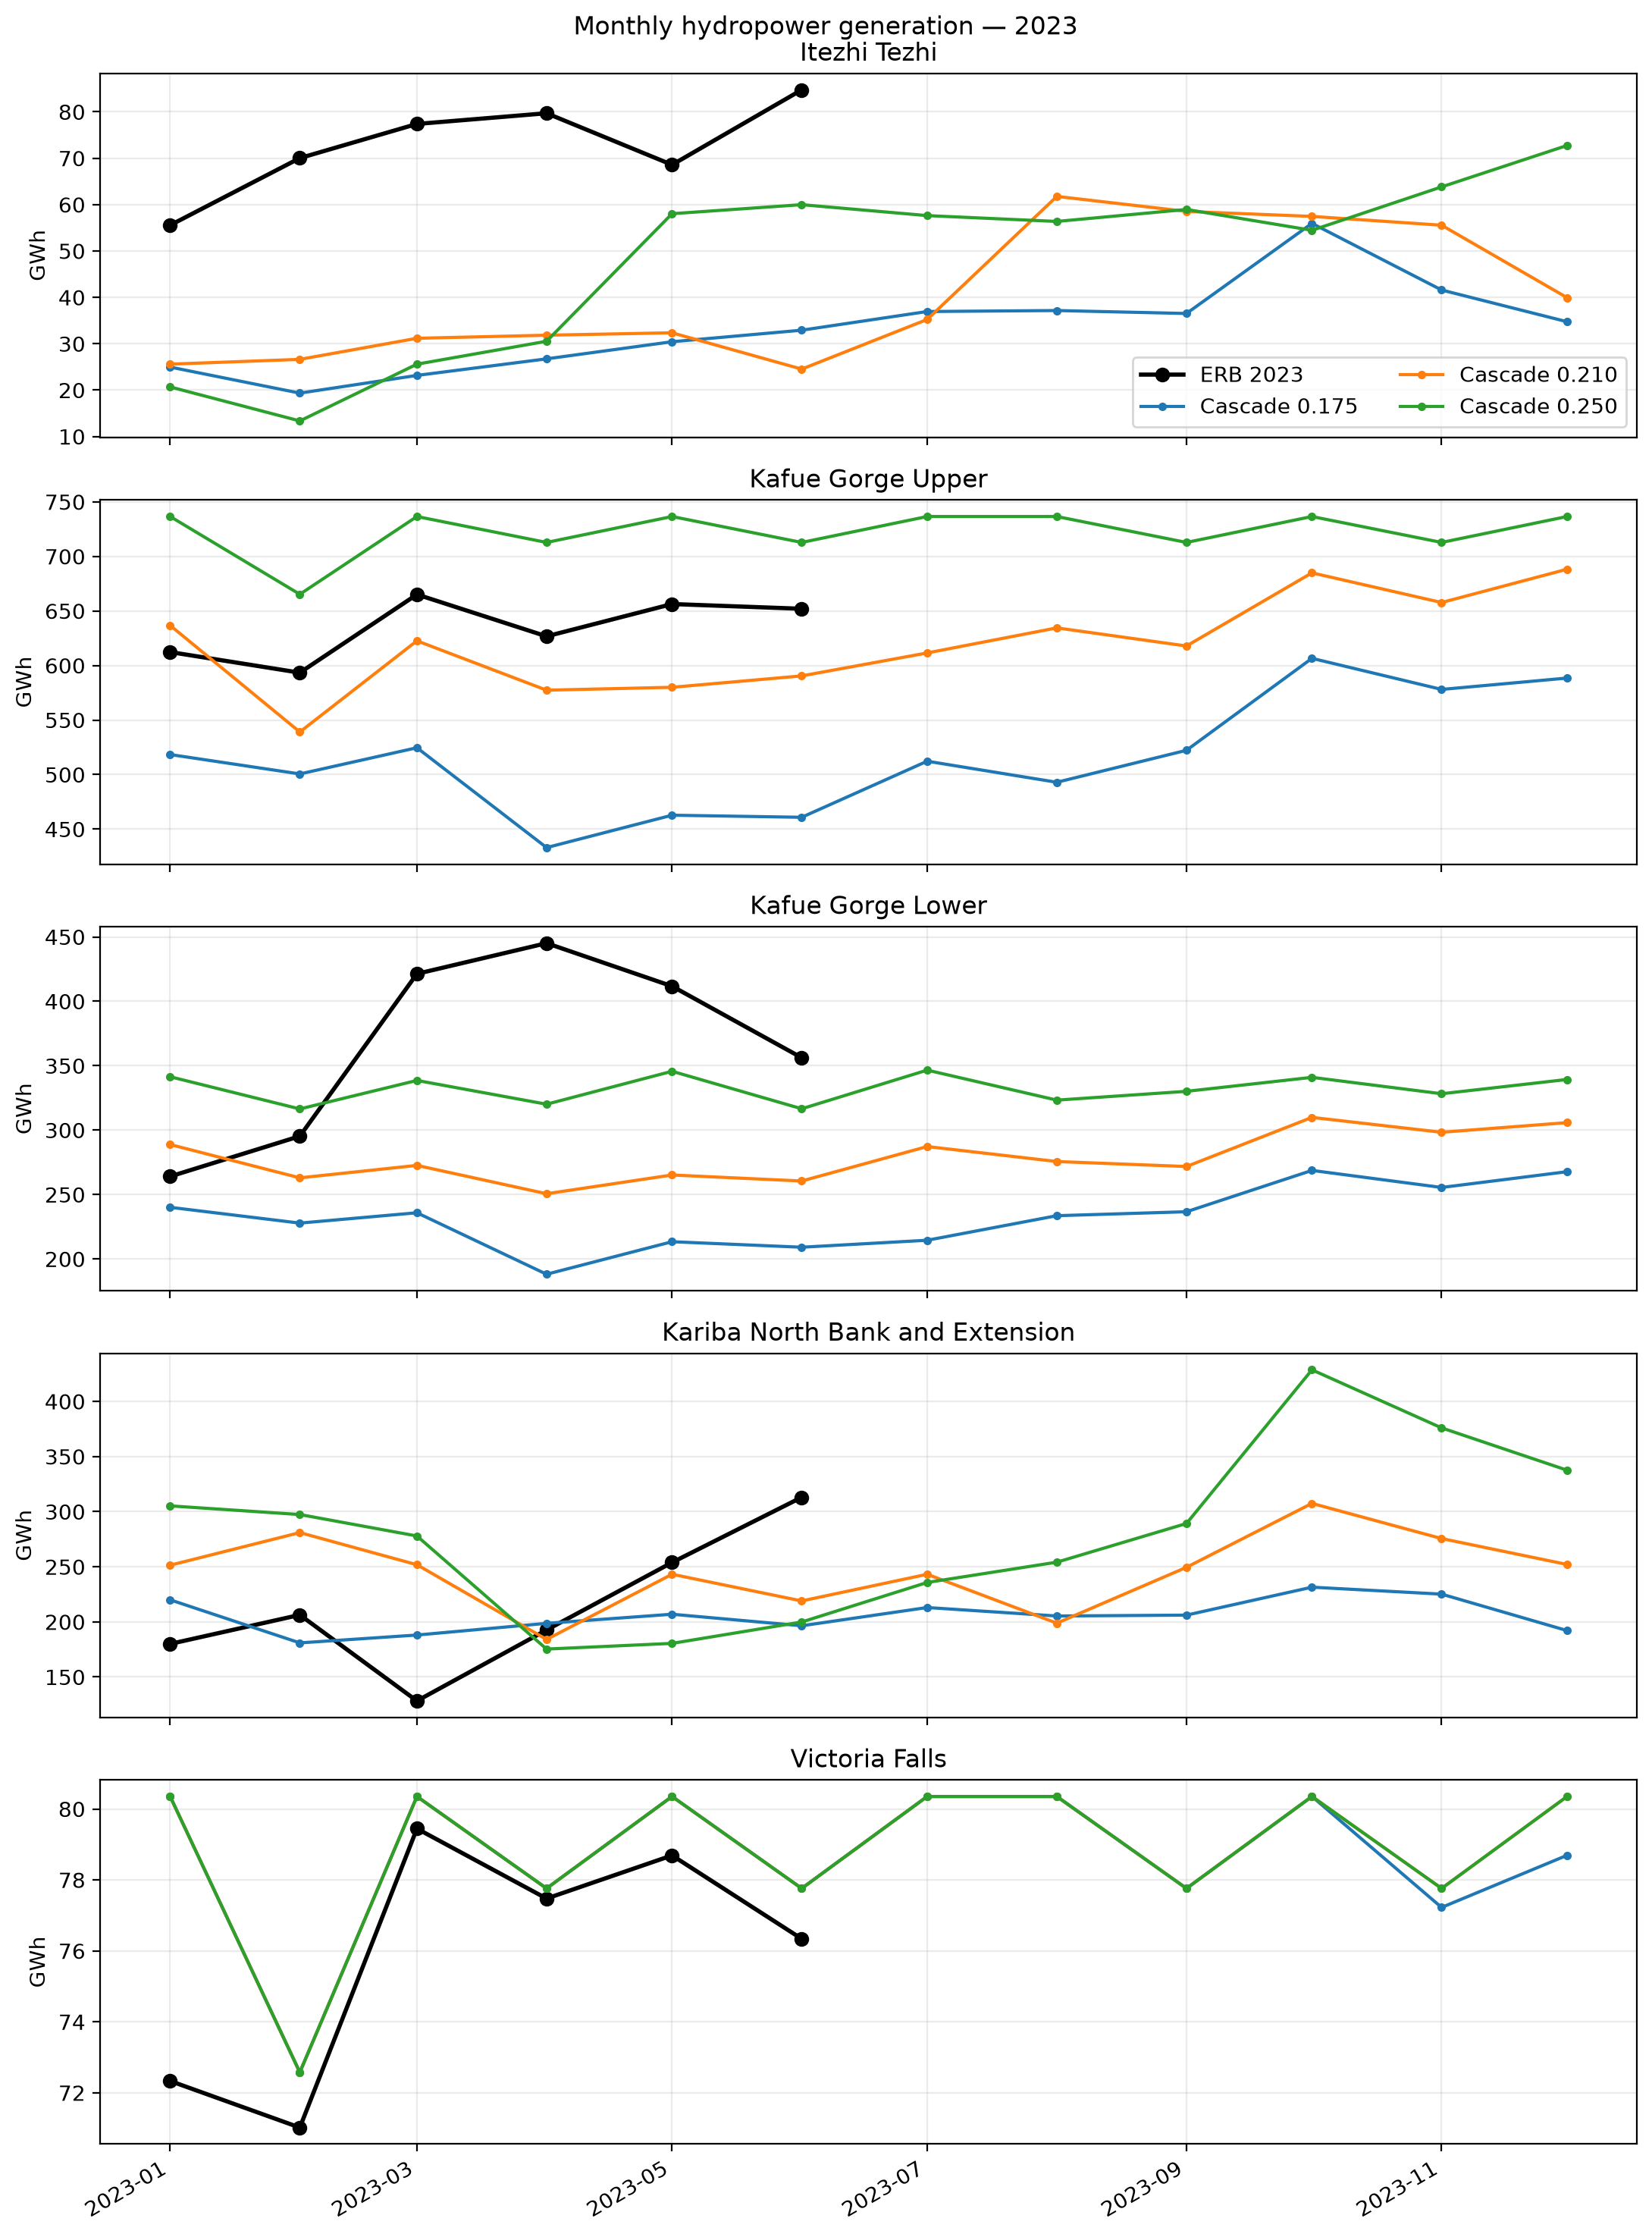 Monthly hydropower generation — 2023
Itezhi Tezhi
80
70
60
50
40
30
20
10
GWh
ERB 2023
Cascade 0.175
Cascade 0.210
Cascade 0.250
Kafue Gorge Upper
750
700
650
600
550
500
450
GWh
Kafue Gorge Lower
450
400
350
300
250
200
GWh
Kariba North Bank and Extension
400
350
300
250
200
150
GWh
Victoria Falls
80
78
76
74
72
GWh
2023-01
2023-03
2023-05
2023-07
2023-09
2023-11